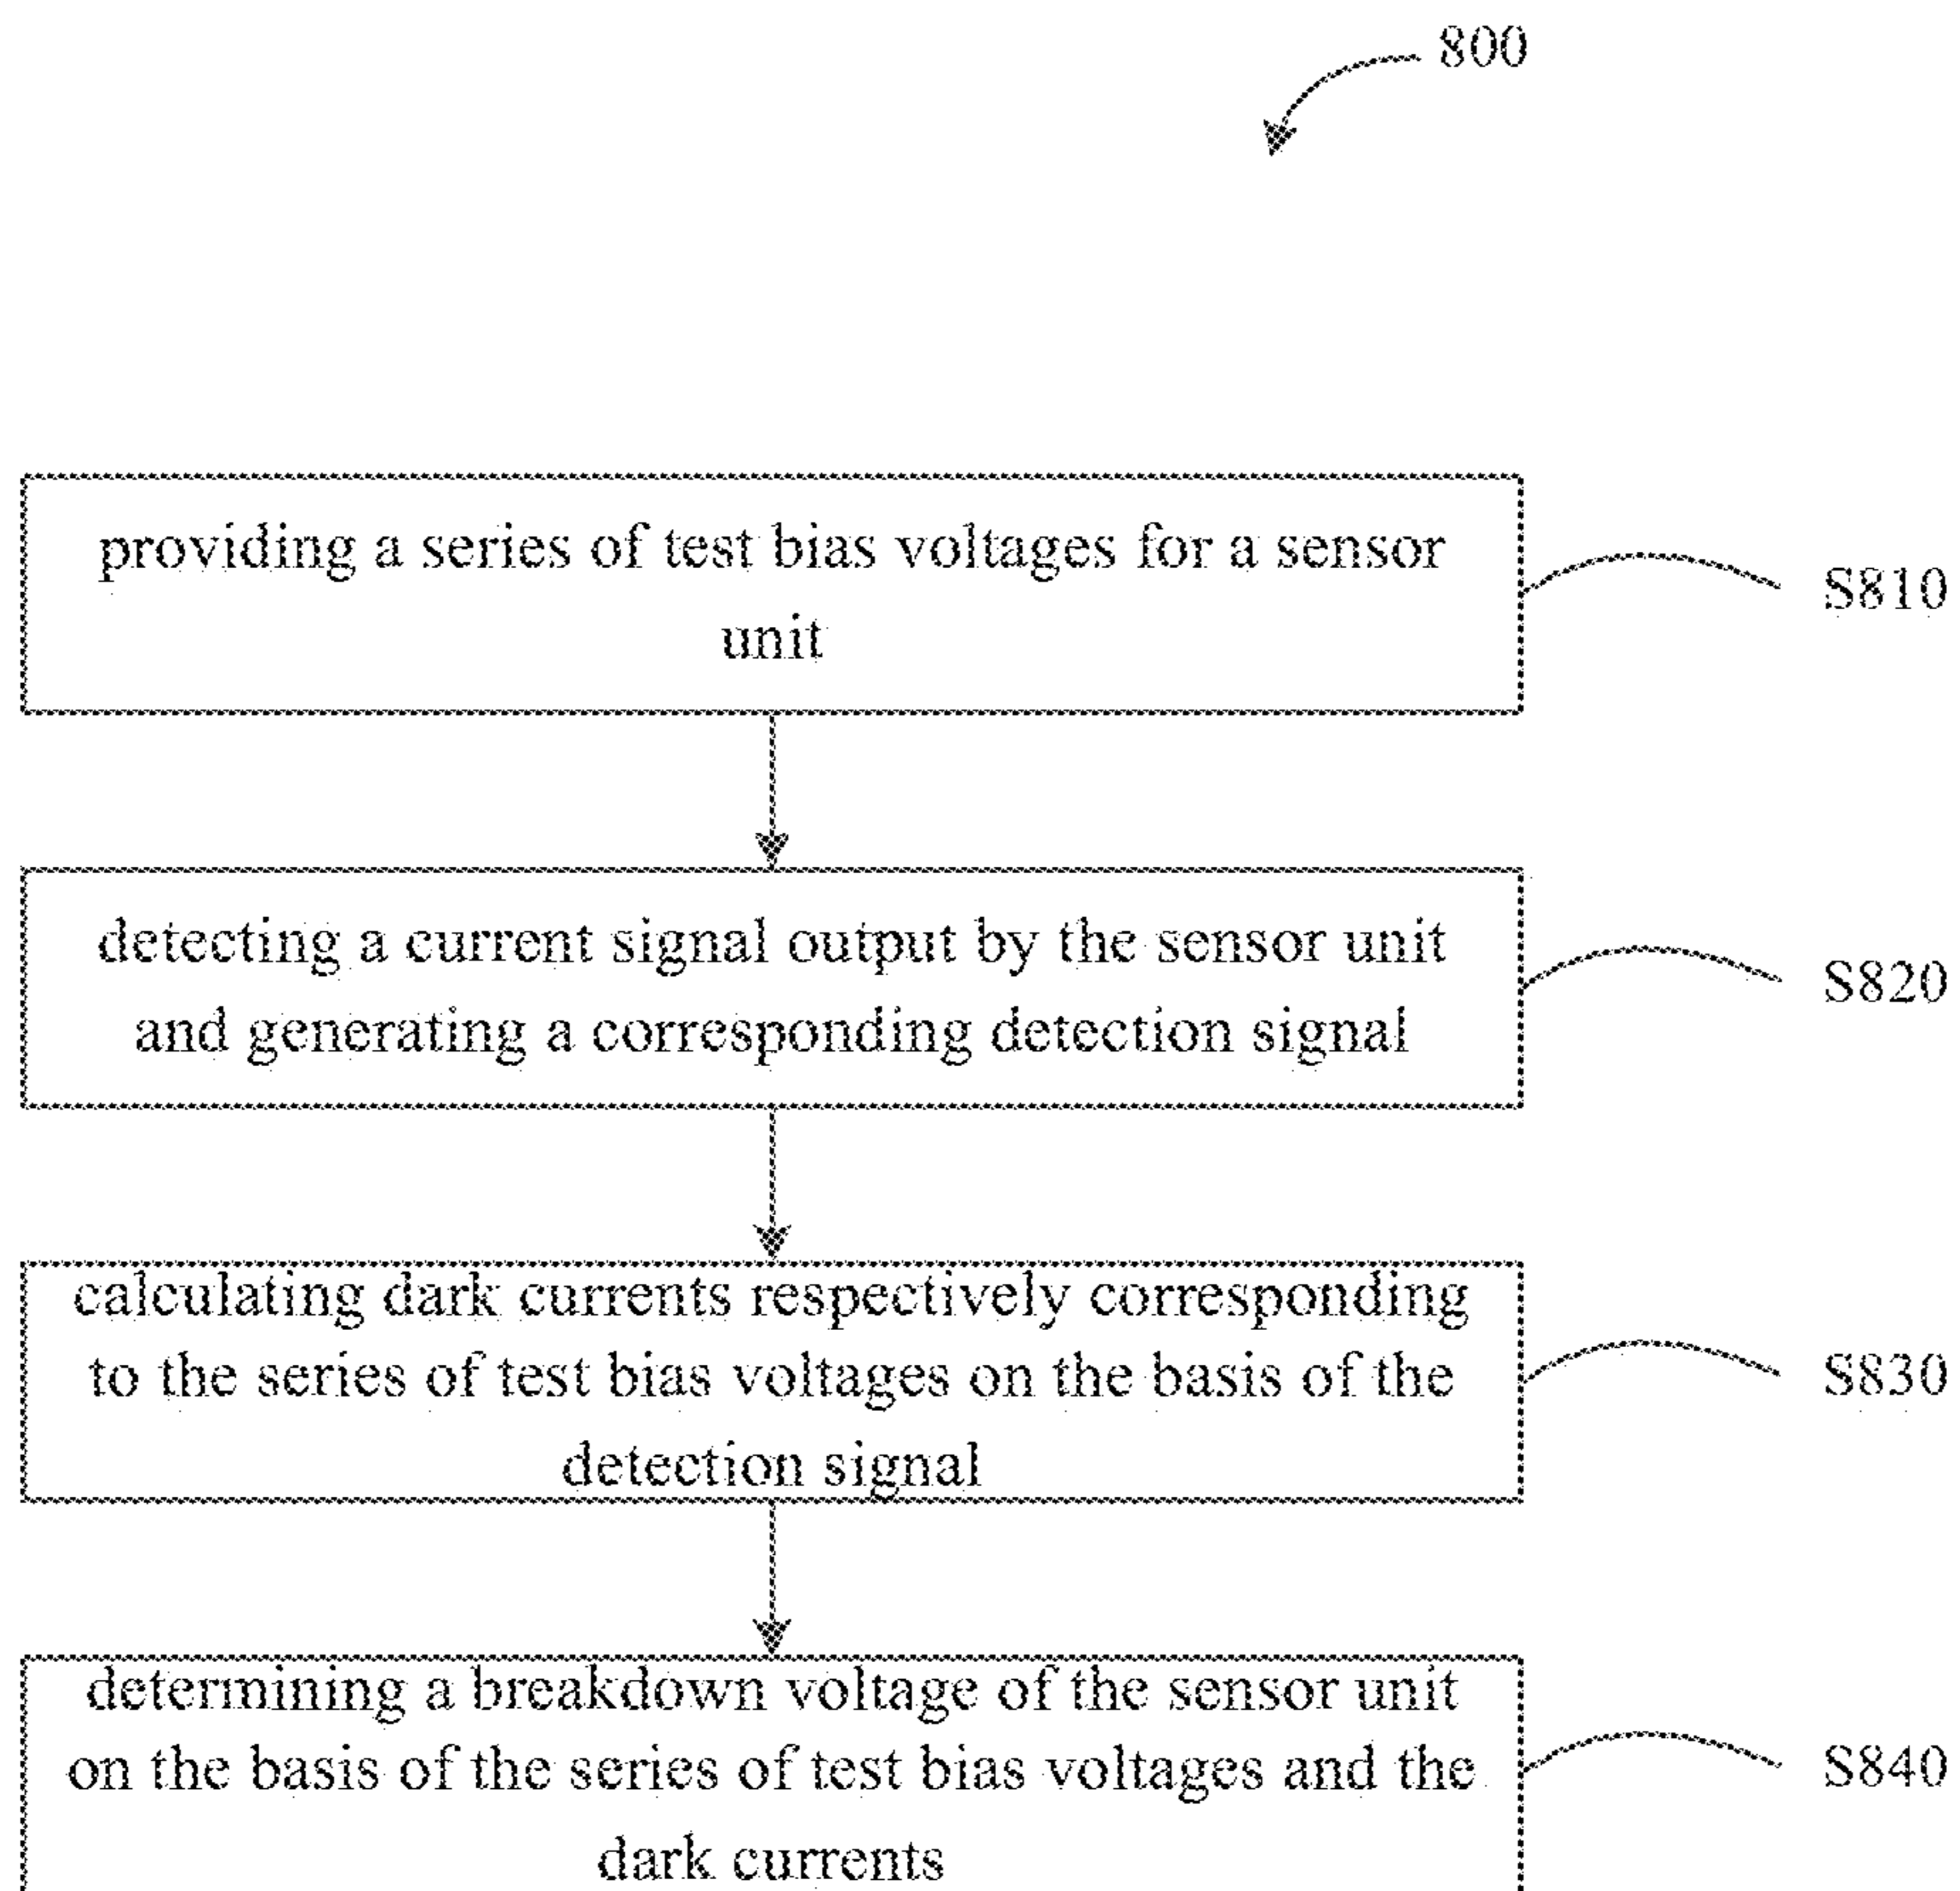 800
providing a series of test bias voltages for a sensor
unit
S810
detecting a current signal output by the sensor unit
and generating a corresponding detection signal
S820
calculating dark currents respectively corresponding
to the series of test bias voltages on the basis of the
detection signal
S830
determining a breakdown voltage of the sensor unit
on the basis of the series of test bias voltages and the
dark currents
S840